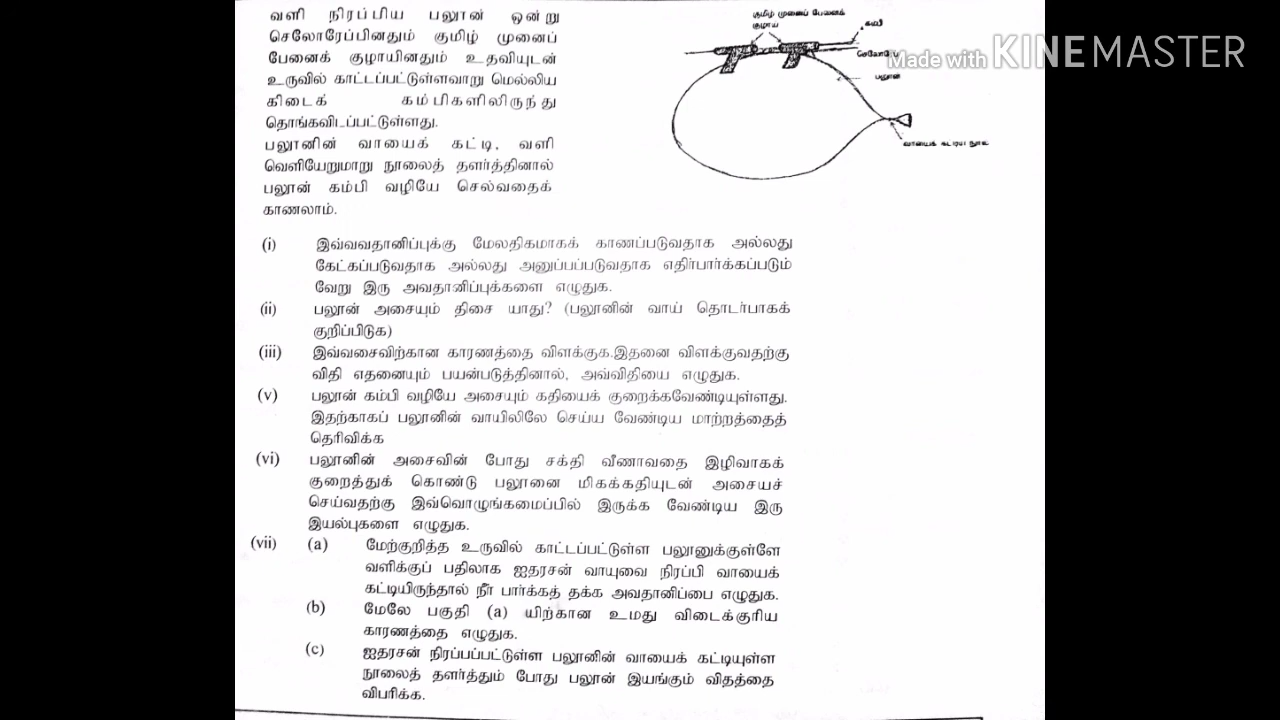 வளி நிரப்பிய பலூன் ஒன்று
செலோரேப்பினதும் குமிழ் முனைப்
பேனைக் குழாயினதும் உதவியுடன்
உருவில் காட்டப்பட்டுள்ளவாறு மெல்லிய
கிடைக் கம்பிகளிலிருந்து
தொங்கவிடப்பட்டுள்ளது.
பலூனின் வாயைக் கட்டி, வளி
வெளியேறுமாறு நூலைத் தளர்த்தினால்
பலூன் கம்பி வழியே செல்வதைக்
காணலாம்.
குமிழ் முனைப் பேனைக்
குழாய்
கம்பி
செலோரேப்
Made with KINEMASTER
பலூன்
வாயைக் கட்டிய நூல்
(i) இவ்வவதானிப்புக்கு மேலதிகமாகக் காணப்படுவதாக அல்லது
கேட்கப்படுவதாக அல்லது அனுப்பப்படுவதாக எதிர்பார்க்கப்படும்
வேறு இரு அவதானிப்புக்களை எழுதுக.
(ii) பலூன் அசையும் திசை யாது? (பலூனின் வாய் தொடர்பாகக்
குறிப்பிடுக)
(iii) இவ்வசைவிற்கான காரணத்தை விளக்குக.இதனை விளக்குவதற்கு
விதி எதனையும் பயன்படுத்தினால், அவ்விதியை எழுதுக.
(v) பலூன் கம்பி வழியே அசையும் கதியைக் குறைக்கவேண்டியுள்ளது.
இதற்காகப் பலூனின் வாயிலிலே செய்ய வேண்டிய மாற்றத்தைத்
தெரிவிக்க
(vi) பலூனின் அசைவின் போது சக்தி வீணாவதை இழிவாகக்
குறைத்துக் கொண்டு பலூனை மிகக்கதியுடன் அசையச்
செய்வதற்கு இவ்வொழுங்கமைப்பில் இருக்க வேண்டிய இரு
இயல்புகளை எழுதுக.
(vii) (a) மேற்குறித்த உருவில் காட்டப்பட்டுள்ள பலூனுக்குள்ளே
வளிக்குப் பதிலாக ஐதரசன் வாயுவை நிரப்பி வாயைக்
கட்டியிருந்தால் நீர் பார்க்கத் தக்க அவதானிப்பை எழுதுக.
(b) மேலே பகுதி (a) யிற்கான உமது விடைக்குரிய
காரணத்தை எழுதுக.
(c) ஐதரசன் நிரப்பப்பட்டுள்ள பலூனின் வாயைக் கட்டியுள்ள
நூலைத் தளர்த்தும் போது பலூன் இயங்கும் விதத்தை
விபரிக்க.